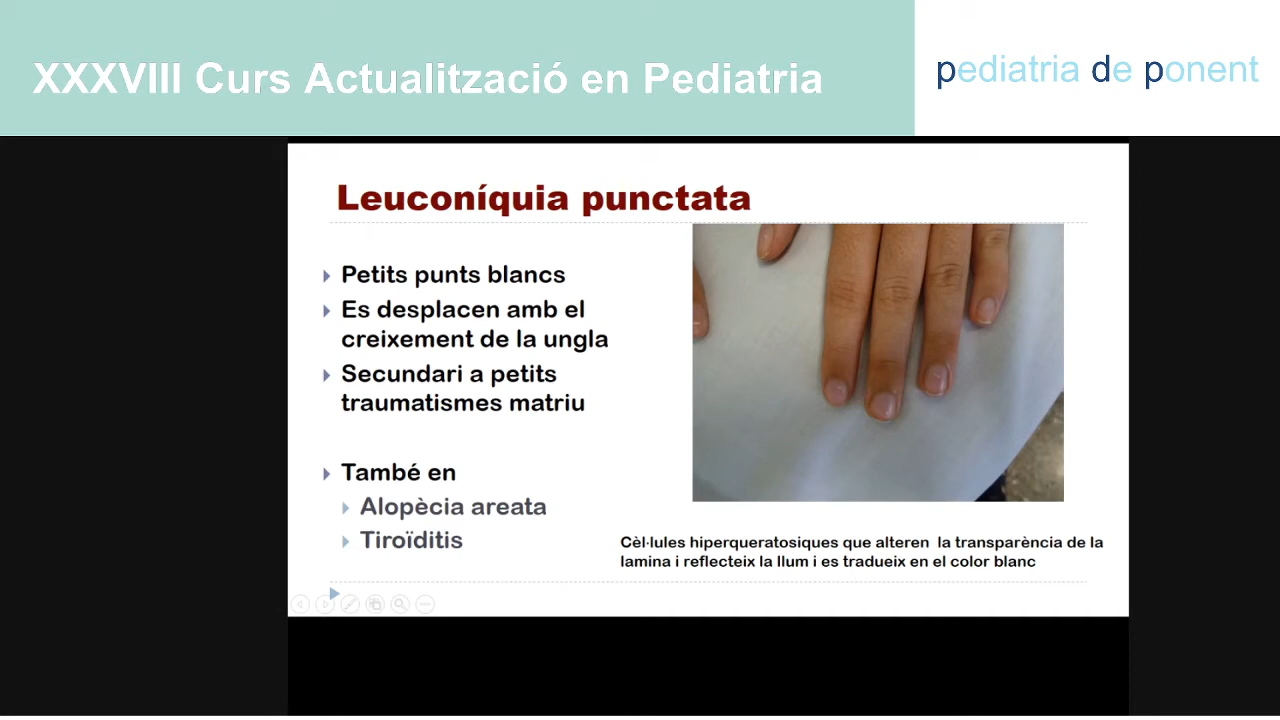 XXXVIII Curs Actualització en Pediatria
pediatria de ponent
Leuconíquia punctata
Petits punts blancs
Es desplacen amb el
creixement de la ungla
Secundari a petits
traumatismes matriu
També en
Alopècia areata
Tiroïditis
Cèl·lules hiperqueratosiques que alteren la transparència de la
lamina i reflecteix la llum i es tradueix en el color blanc